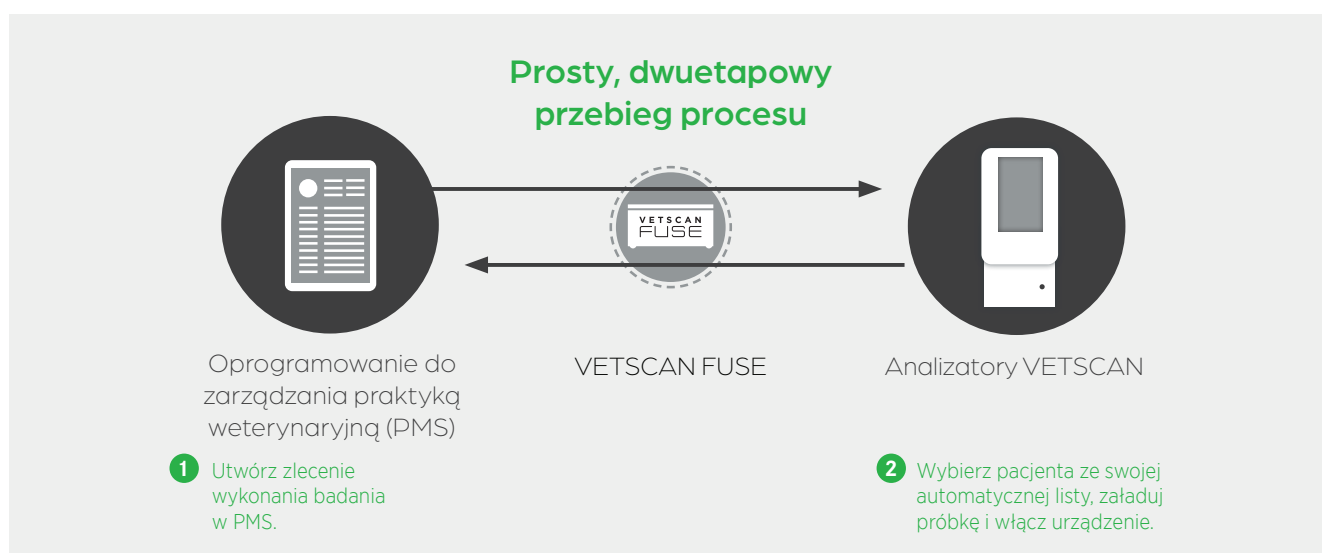 Prosty, dwuetapowy
przebieg procesu
VETSCAN
FUSE
Oprogramowanie do
zarządzania praktyką
weterynaryjną (PMS)
VETSCAN FUSE
Analizatory VETSCAN
1 Utwórz zlecenie
wykonania badania
w PMS.
2 Wybierz pacjenta ze swojej
automatycznej listy, załaduj
próbkę i włącz urządzenie.